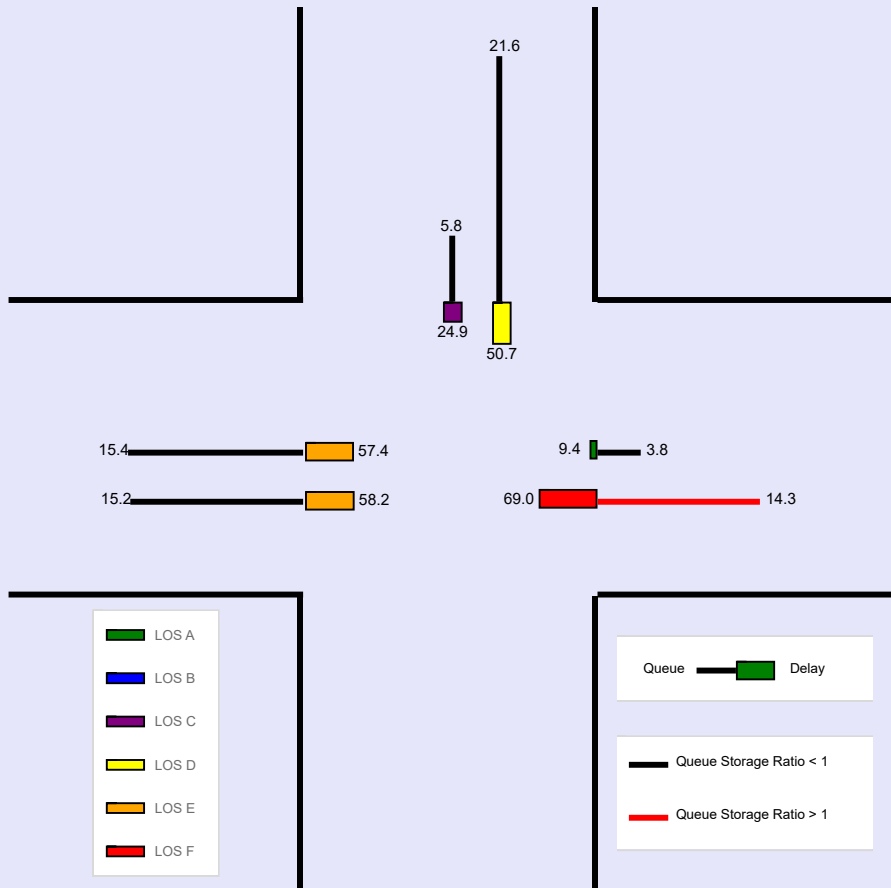 21.6
5.8
24.9
50.7
15.4
57.4
9.4
3.8
15.2
58.2
69.0
14.3
LOS A
LOS B
LOS C
LOS D
LOS E
LOS F
Queue
Delay
Queue Storage Ratio < 1
Queue Storage Ratio > 1